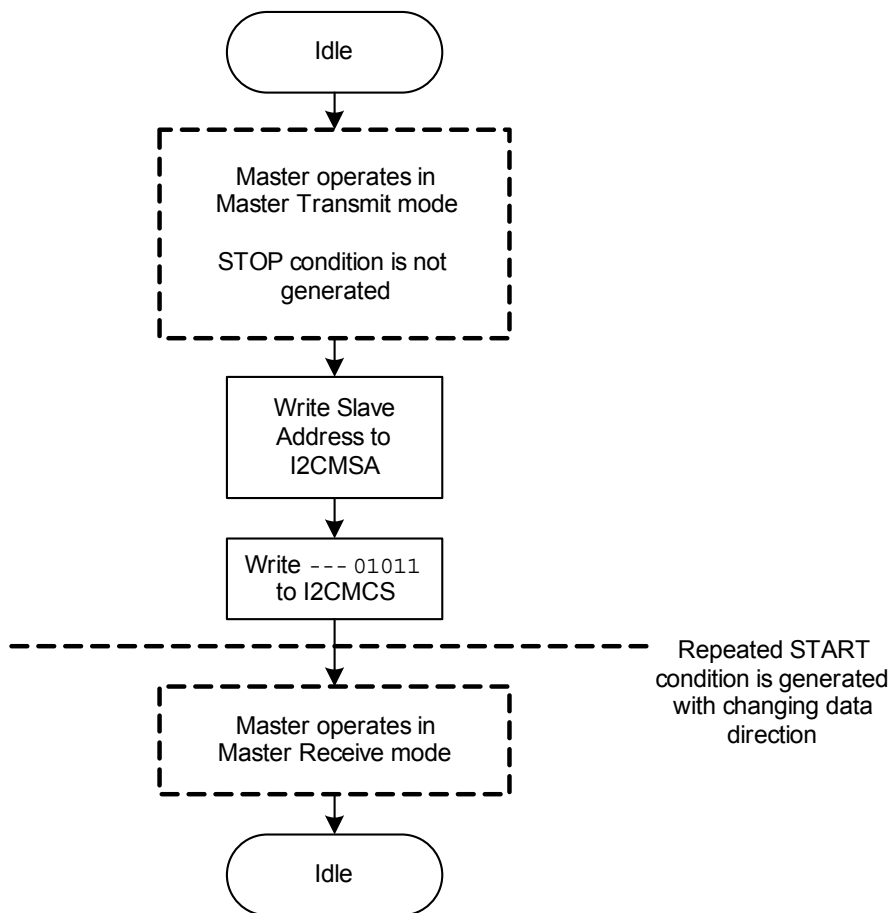 Idle
Master operates in
Master Transmit mode
STOP condition is not
generated
Write Slave
Address to
I2CMSA
Write --- 01011
to I2CMCS
Repeated START
condition is generated
with changing data
direction
Master operates in
Master Receive mode
Idle